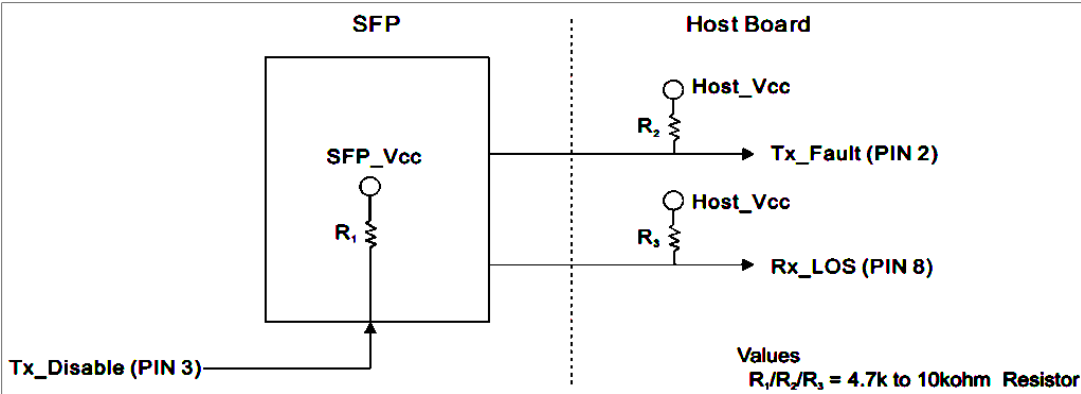 SFP
Host Board
Host_Vcc
R2
SFP_Vcc
Tx_Fault (PIN 2)
Host_Vcc
R1
R3
Rx_LOS (PIN 8)
Tx_Disable (PIN 3)
Values
R1/R2/R3 = 4.7k to 10kohm Resistor